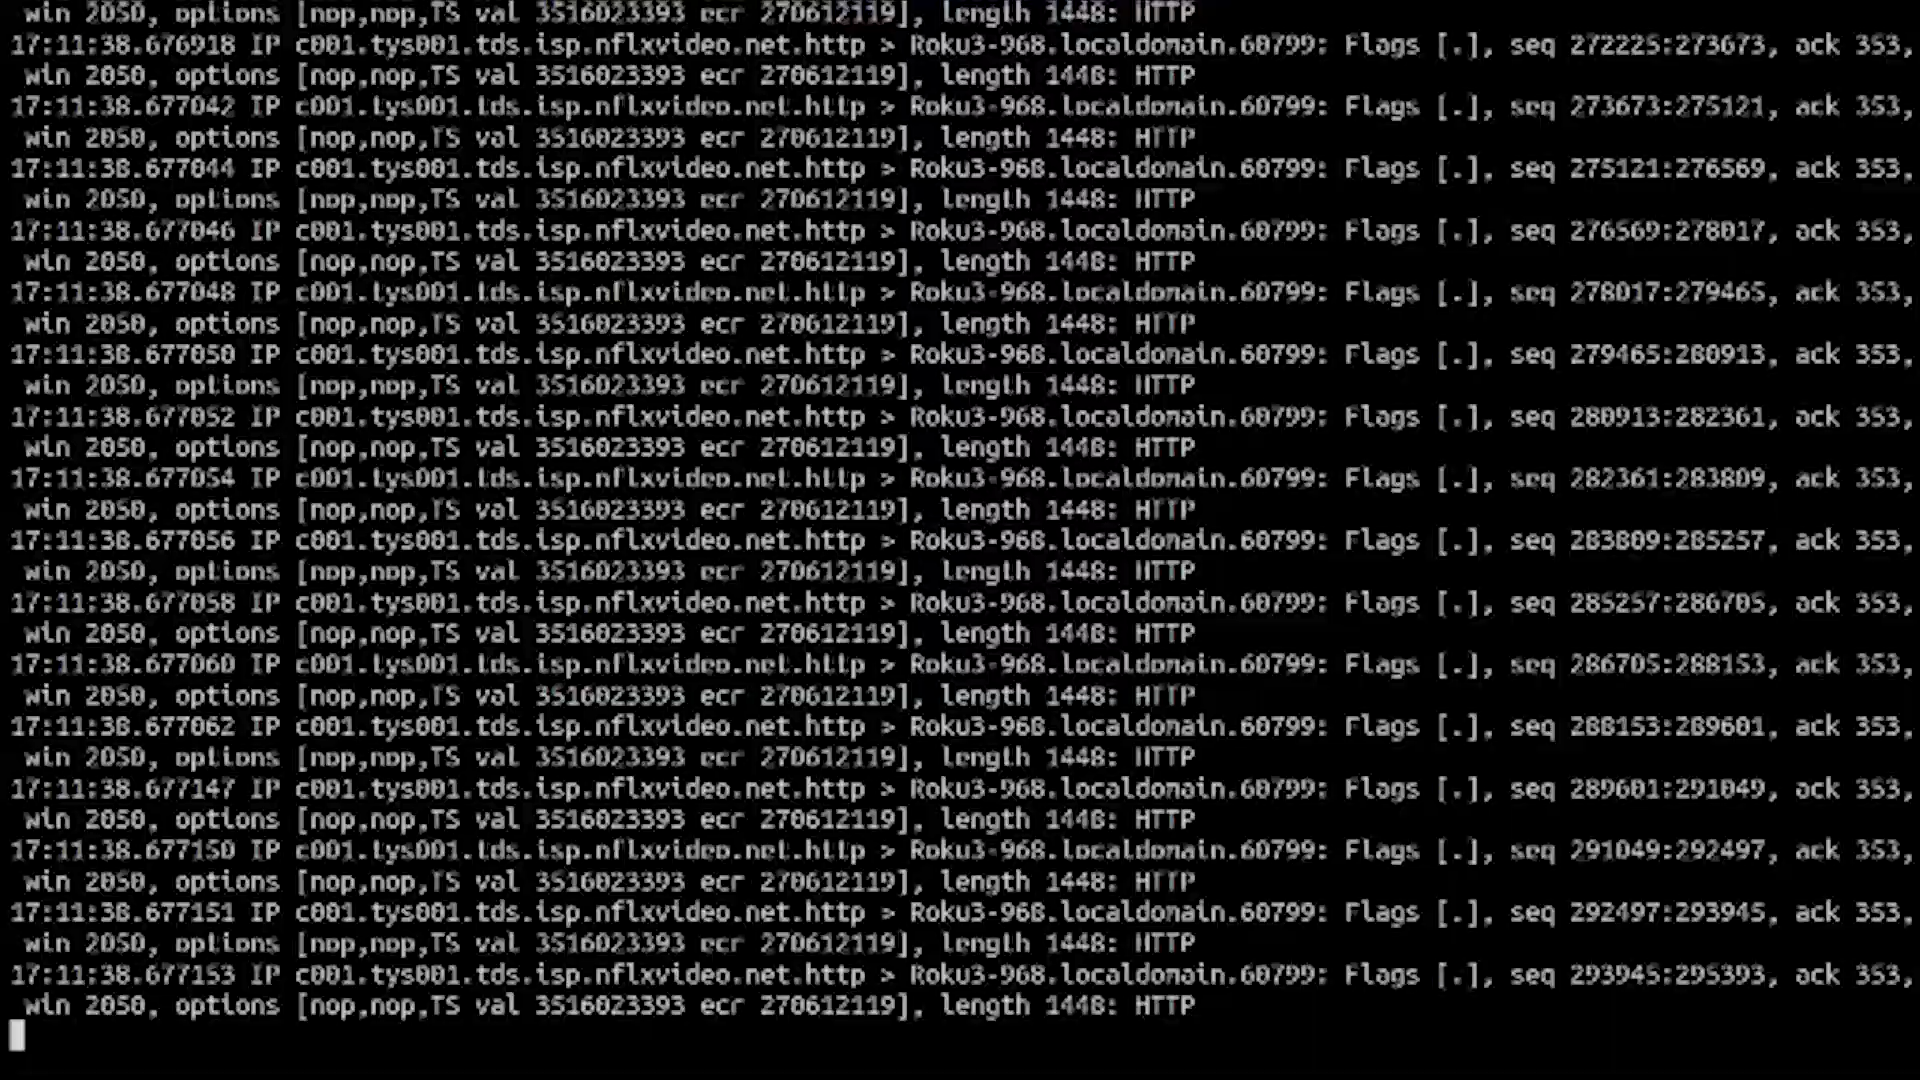 win 2050, options [nop,nop,TS val 3516023393 ecr 270612119], length 1448: HTTP
17:11:38.676918 IP c001.tys001.tds.isp.nflxvideo.net.http > Roku3-968.localdomain.60799: Flags [.], seq 272225:273673, ack 353,
win 2050, options [nop,nop,TS val 3516023393 ecr 270612119], length 1448: HTTP
17:11:38.677042 IP c001.tys001.tds.isp.nflxvideo.net.http > Roku3-968.localdomain.60799: Flags [.], seq 273673:275121, ack 353,
win 2050, options [nop,nop,TS val 3516023393 ecr 270612119], length 1448: HTTP
17:11:38.677044 IP c001.tys001.tds.isp.nflxvideo.net.http > Roku3-968.localdomain.60799: Flags [.], seq 275121:276569, ack 353,
win 2050, options [nop,nop,TS val 3516023393 ecr 270612119], length 1448: HTTP
17:11:38.677046 IP c001.tys001.tds.isp.nflxvideo.net.http > Roku3-968.localdomain.60799: Flags [.], seq 276569:278017, ack 353,
win 2050, options [nop,nop,TS val 3516023393 ecr 270612119], length 1448: HTTP
17:11:38.677048 IP c001.tys001.tds.isp.nflxvideo.net.http > Roku3-968.localdomain.60799: Flags [.], seq 278017:279465, ack 353,
win 2050, options [nop,nop,TS val 3516023393 ecr 270612119], length 1448: HTTP
17:11:38.677050 IP c001.tys001.tds.isp.nflxvideo.net.http > Roku3-968.localdomain.60799: Flags [.], seq 279465:280913, ack 353,
win 2050, options [nop,nop,TS val 3516023393 ecr 270612119], length 1448: HTTP
17:11:38.677052 IP c001.tys001.tds.isp.nflxvideo.net.http > Roku3-968.localdomain.60799: Flags [.], seq 280913:282361, ack 353,
win 2050, options [nop,nop,TS val 3516023393 ecr 270612119], length 1448: HTTP
17:11:38.677054 IP c001.tys001.tds.isp.nflxvideo.net.http > Roku3-968.localdomain.60799: Flags [.], seq 282361:283809, ack 353,
win 2050, options [nop,nop,TS val 3516023393 ecr 270612119], length 1448: HTTP
17:11:38.677056 IP c001.tys001.tds.isp.nflxvideo.net.http > Roku3-968.localdomain.60799: Flags [.], seq 283809:285257, ack 353,
win 2050, options [nop,nop,TS val 3516023393 ecr 270612119], length 1448: HTTP
17:11:38.677058 IP c001.tys001.tds.isp.nflxvideo.net.http > Roku3-968.localdomain.60799: Flags [.], seq 285257:286705, ack 353,
win 2050, options [nop,nop,TS val 3516023393 ecr 270612119], length 1448: HTTP
17:11:38.677060 IP c001.tys001.tds.isp.nflxvideo.net.http > Roku3-968.localdomain.60799: Flags [.], seq 286705:288153, ack 353,
win 2050, options [nop,nop,TS val 3516023393 ecr 270612119], length 1448: HTTP
17:11:38.677062 IP c001.tys001.tds.isp.nflxvideo.net.http > Roku3-968.localdomain.60799: Flags [.], seq 288153:289601, ack 353,
win 2050, options [nop,nop,TS val 3516023393 ecr 270612119], length 1448: HTTP
17:11:38.677147 IP c001.tys001.tds.isp.nflxvideo.net.http > Roku3-968.localdomain.60799: Flags [.], seq 289601:291049, ack 353,
win 2050, options [nop,nop,TS val 3516023393 ecr 270612119], length 1448: HTTP
17:11:38.677150 IP c001.tys001.tds.isp.nflxvideo.net.http > Roku3-968.localdomain.60799: Flags [.], seq 291049:292497, ack 353,
win 2050, options [nop,nop,TS val 3516023393 ecr 270612119], length 1448: HTTP
17:11:38.677151 IP c001.tys001.tds.isp.nflxvideo.net.http > Roku3-968.localdomain.60799: Flags [.], seq 292497:293945, ack 353,
win 2050, options [nop,nop,TS val 3516023393 ecr 270612119], length 1448: HTTP
17:11:38.677153 IP c001.tys001.tds.isp.nflxvideo.net.http > Roku3-968.localdomain.60799: Flags [.], seq 293945:295393, ack 353,
win 2050, options [nop,nop,TS val 3516023393 ecr 270612119], length 1448: HTTP